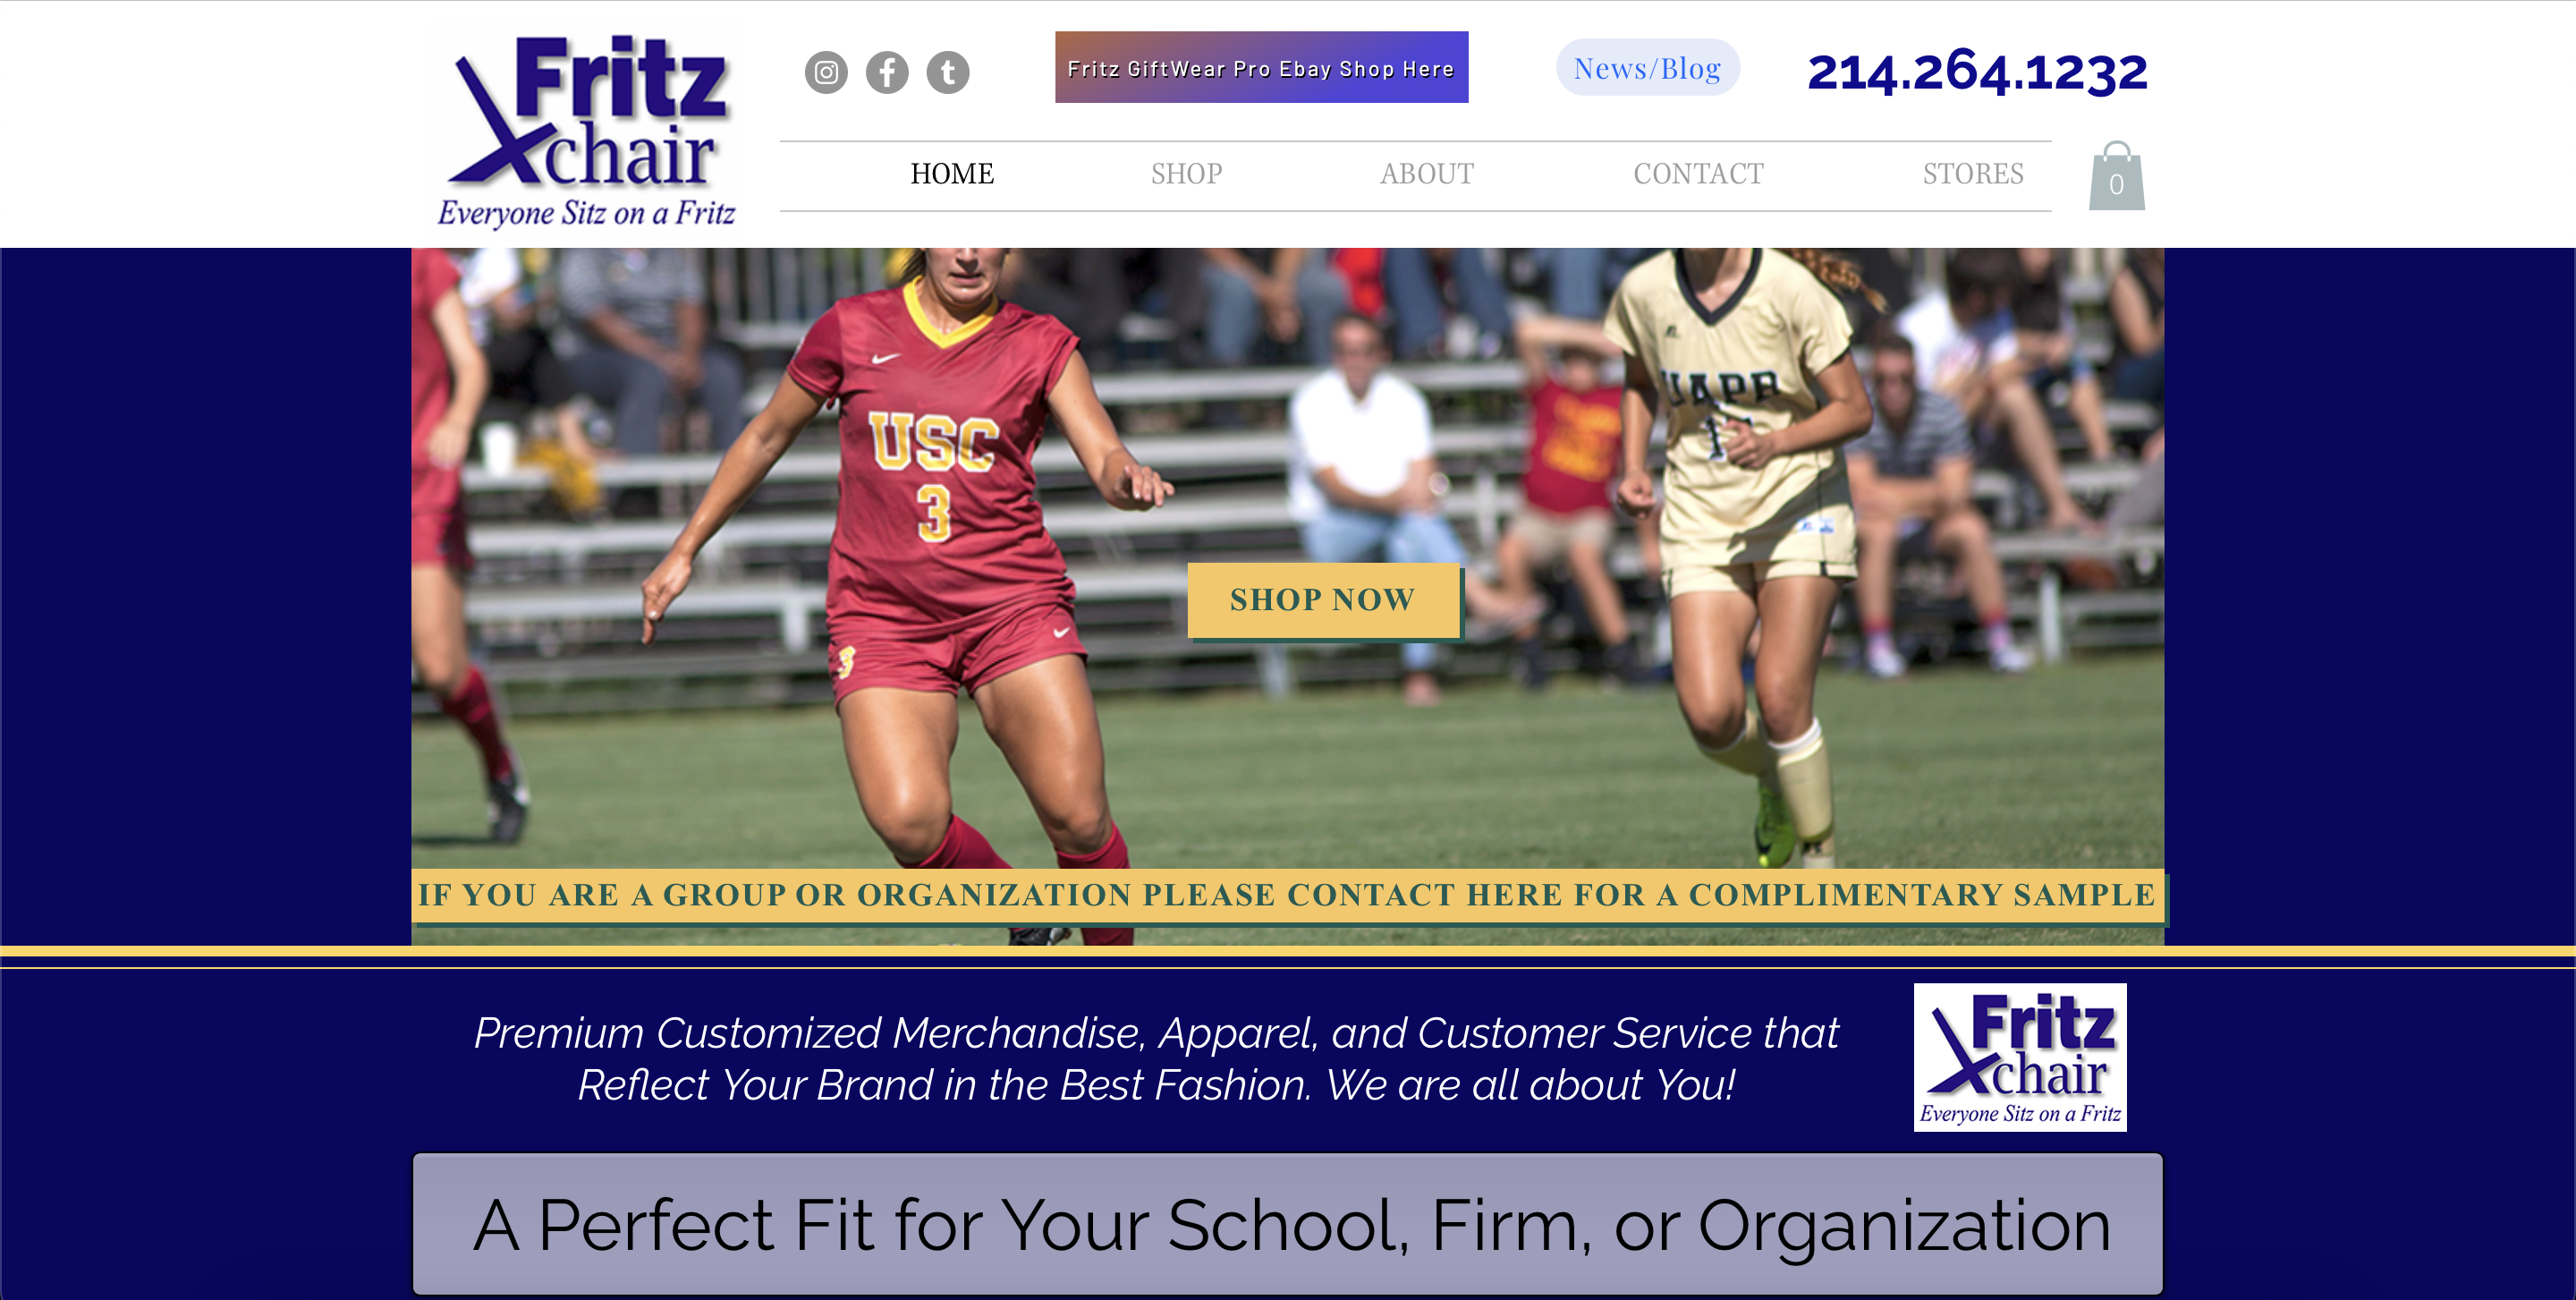 Fritz
chair
Everyone Sitz on a Fritz
Fritz GiftWear Pro Ebay Shop Here
News/Blog
214.264.1232
HOME
SHOP
ABOUT
CONTACT
STORES
0
USC
3
3
SHOP NOW
IF YOU ARE A GROUP OR ORGANIZATION PLEASE CONTACT HERE FOR A COMPLIMENTARY SAMPLE
Premium Customized Merchandise, Apparel, and Customer Service that
Reflect Your Brand in the Best Fashion. We are all about You!
Fritz
chair
Everyone Sitz on a Fritz
A Perfect Fit for Your School, Firm, or Organization